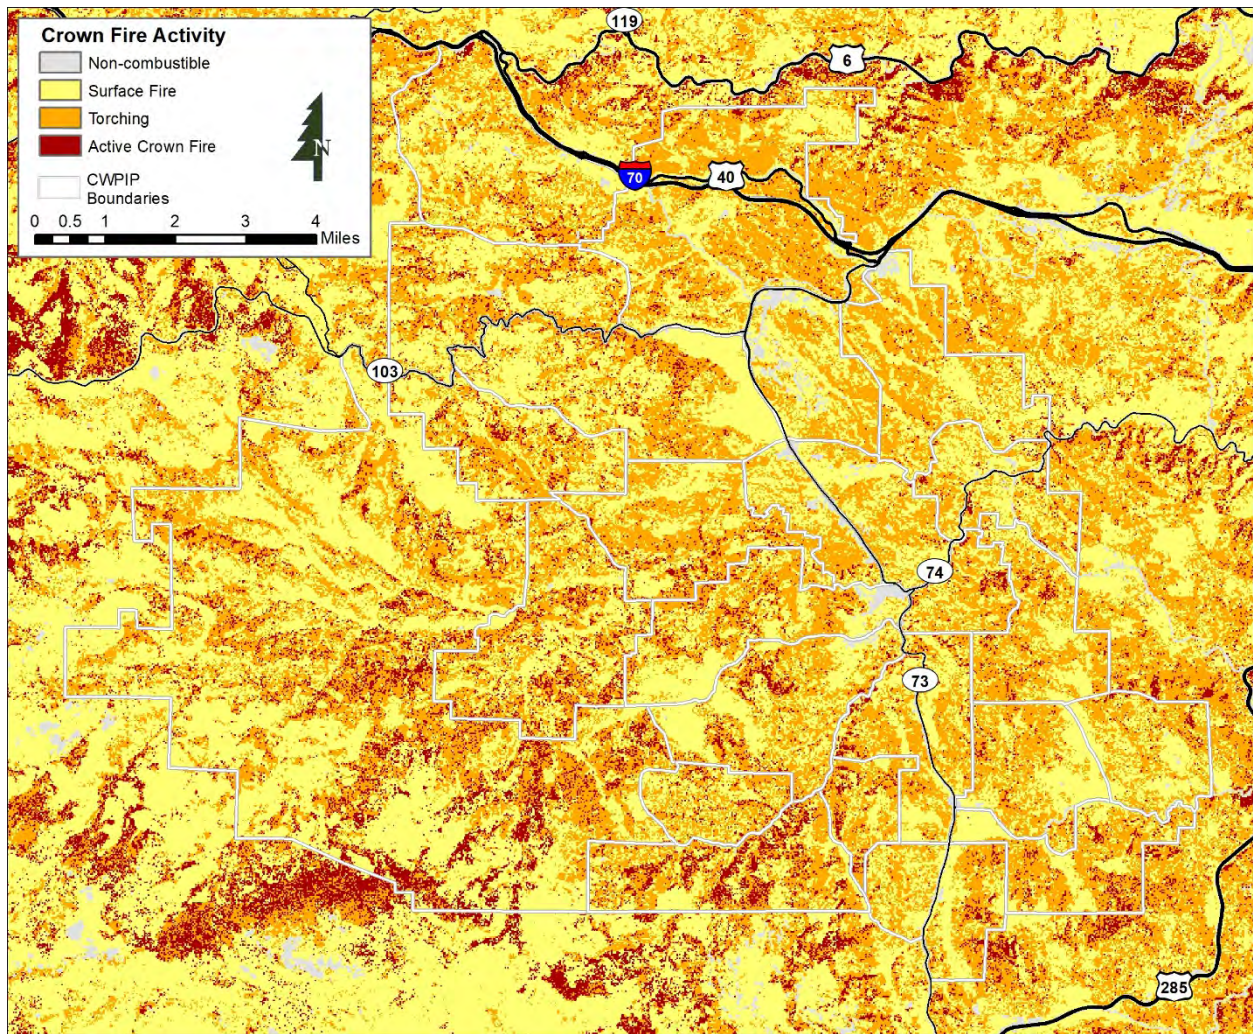 Crown Fire Activity
Non-combustible
Surface Fire
Torching
Active Crown Fire
CWPIP
Boundaries
N
0 0.5 1 2 3 4
Miles
119
6
70
40
103
74
73
285